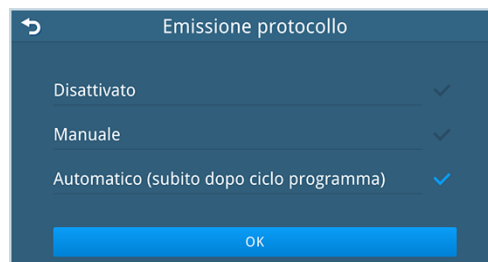 Emissione protocollo
Disattivato
Manuale
Automatico (subito dopo ciclo programma)
OK